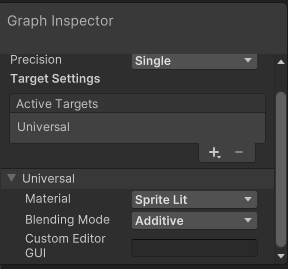 Graph Inspector
Precision Single
Target Settings
Active Targets
Universal
Universal
Material Sprite Lit
Blending Mode Additive
Custom Editor
GUI